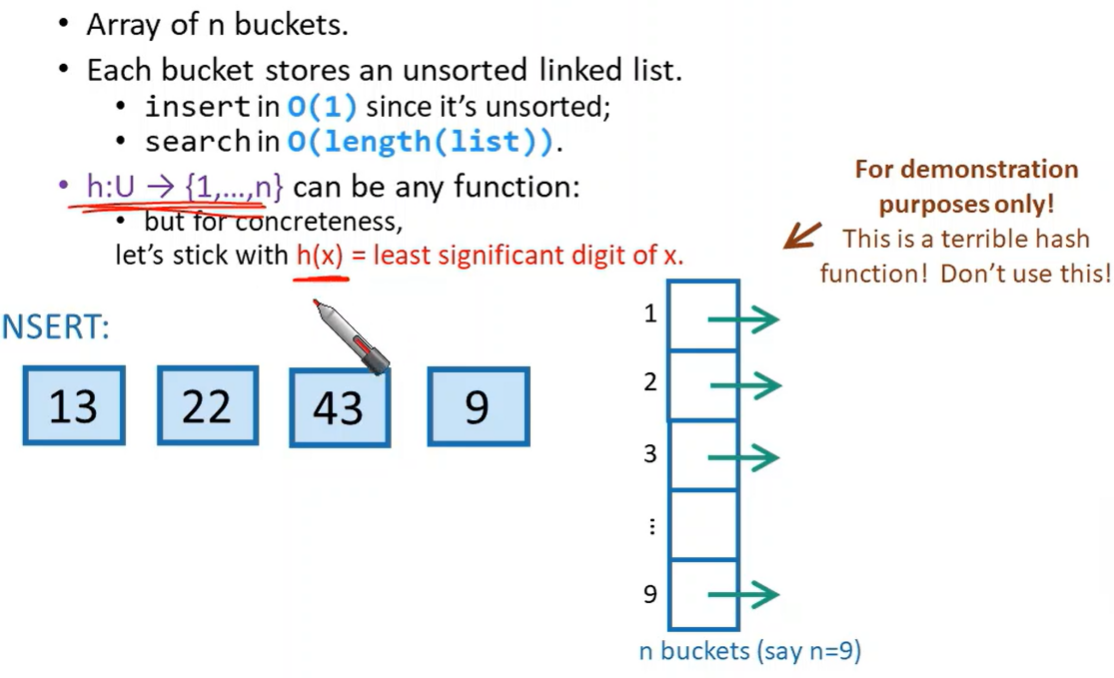 • Array of n buckets.
• Each bucket stores an unsorted linked list.
• insert in O(1) since it's unsorted;
• search in O(length(list)).
• h:U → {1,...,n} can be any function:
• but for concreteness,
let's stick with h(x) = least significant digit of x.
For demonstration
purposes only!
This is a terrible hash
function! Don't use this!
NSERT:
13 22 43 9
1
2
3
⋮
9
n buckets (say n=9)